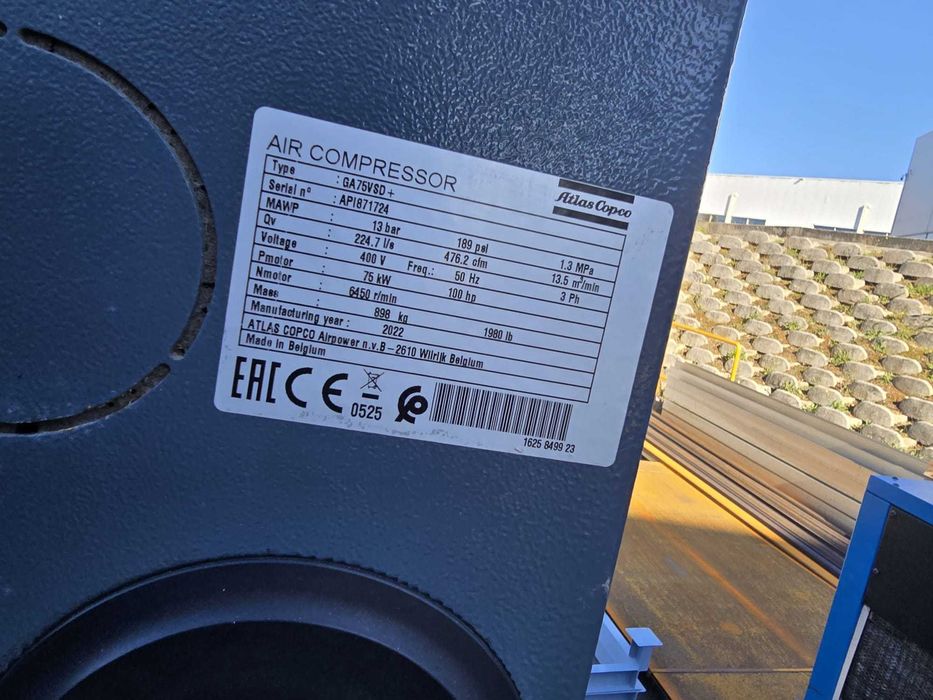 AIR COMPRESSOR
Atlas Copco
Type : GA75VSD+
Serial nº : API871724
MAWP : 13 bar 189 psi 1.3 MPa
Qv : 224.7 l/s 476.2 cfm 13.5 m³/min
Voltage : 400 V Freq.: 50 Hz 3 Ph
Pmotor : 75 kW 100 hp
Nmotor : 6450 r/min
Mass : 898 kg 1980 lb
Manufacturing year : 2022
ATLAS COPCO Airpower n.v.B - 2610 Wilrijk Belgium
Made in Belgium
EAC CE 0525
1625 8499 23